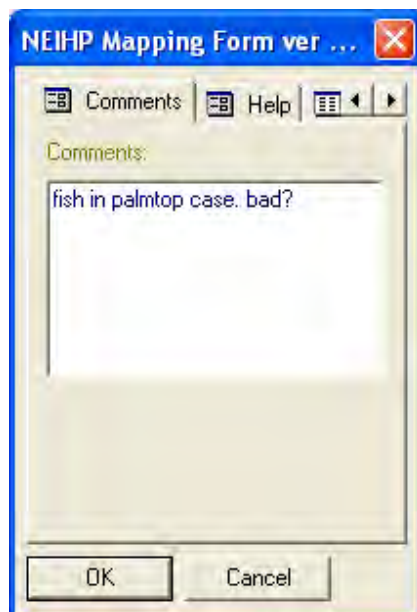 NEIHP Mapping Form ver ...
Comments Help
Comments:
fish in palmtop case. bad?
OK Cancel